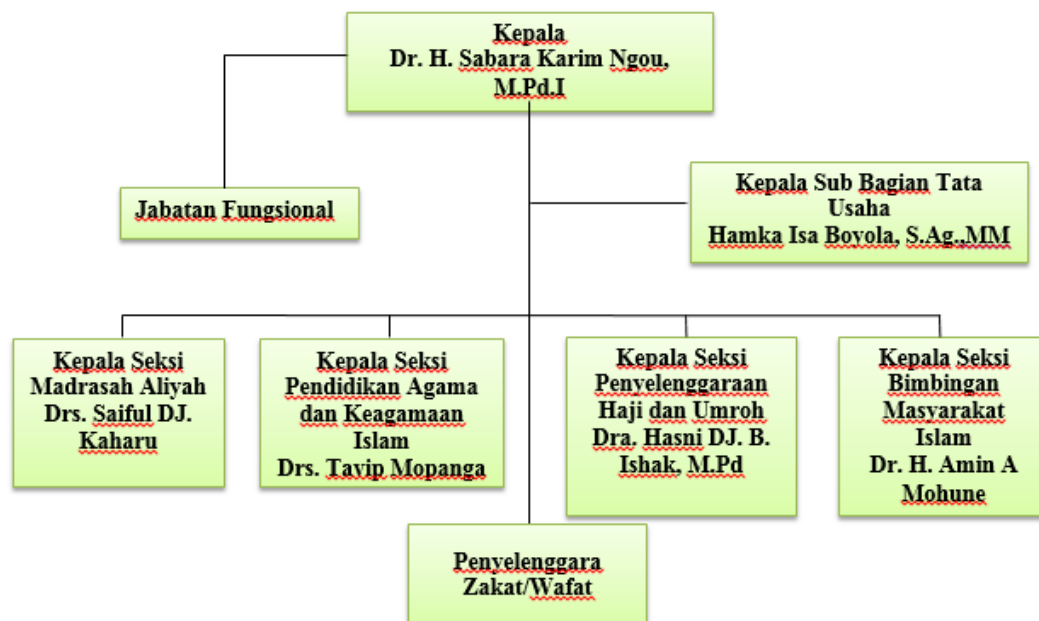 Kepala
Dr. H. Sabara Karim Ngou,
M.Pd.I
Jabatan Fungsional
Kepala Sub Bagian Tata
Usaha
Hamka Isa Boyola, S.Ag.,MM
Kepala Seksi
Madrasah Aliyah
Drs. Saiful DJ.
Kaharu
Kepala Seksi
Pendidikan Agama
dan Keagamaan
Islam
Drs. Tavip Mopanga
Kepala Seksi
Penyelenggaraan
Haji dan Umroh
Dra. Hasni DJ. B.
Ishak, M.Pd
Kepala Seksi
Bimbingan
Masyarakat
Islam
Dr. H. Amin A
Mohune
Penyelenggara
Zakat/Wafat